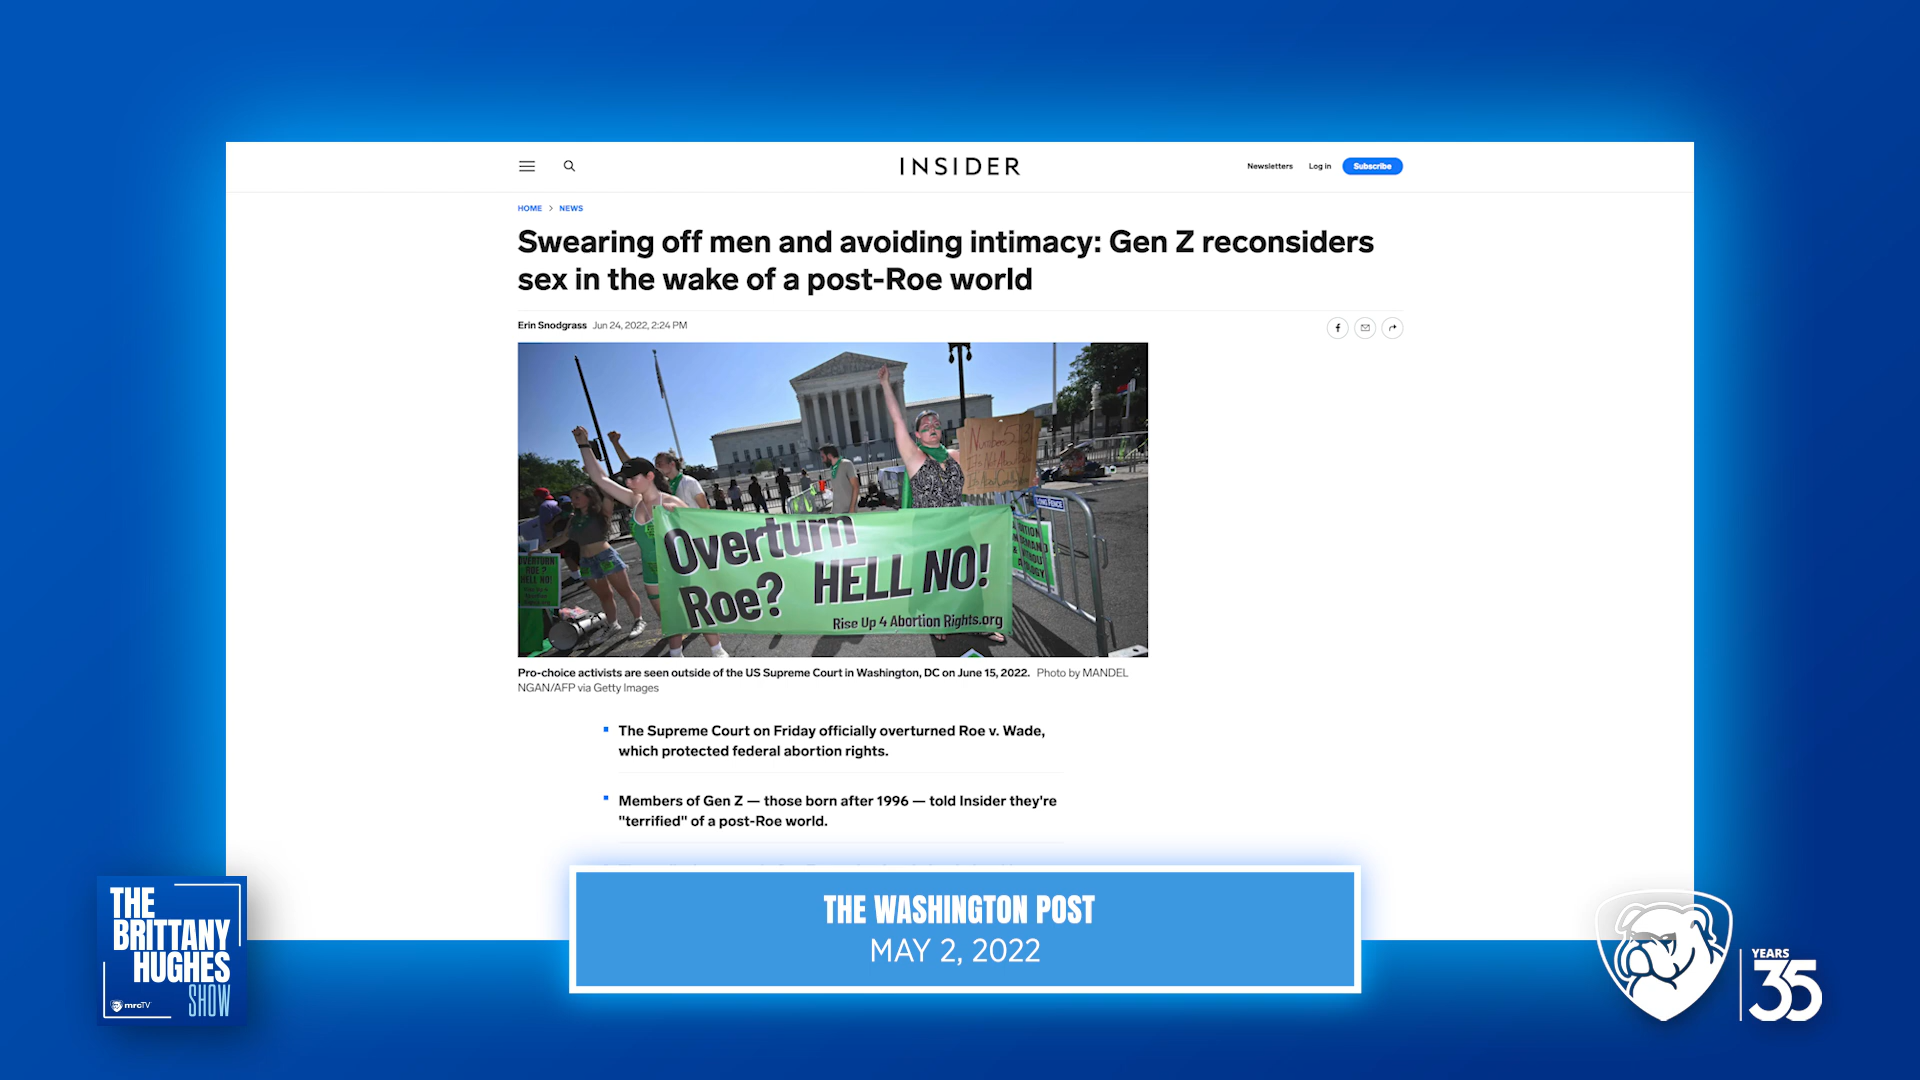 INSIDER
Newsletters
Log in
Subscribe
HOME > NEWS
Swearing off men and avoiding intimacy: Gen Z reconsiders
sex in the wake of a post-Roe world
Erin Snodgrass Jun 24, 2022, 2:24 PM
Overturn
Roe? HELL NO!
Rise Up 4 Abortion Rights.org
OVERTURN
ROE?
HELL NO!
Pro-choice activists are seen outside of the US Supreme Court in Washington, DC on June 15, 2022. Photo by MANDEL
NGAN/AFP via Getty Images
The Supreme Court on Friday officially overturned Roe v. Wade,
which protected federal abortion rights.
Members of Gen Z — those born after 1996 — told Insider they're
"terrified" of a post-Roe world.
THE WASHINGTON POST
MAY 2, 2022
THE
BRITTANY
HUGHES
SHOW
mrcTV
YEARS
35